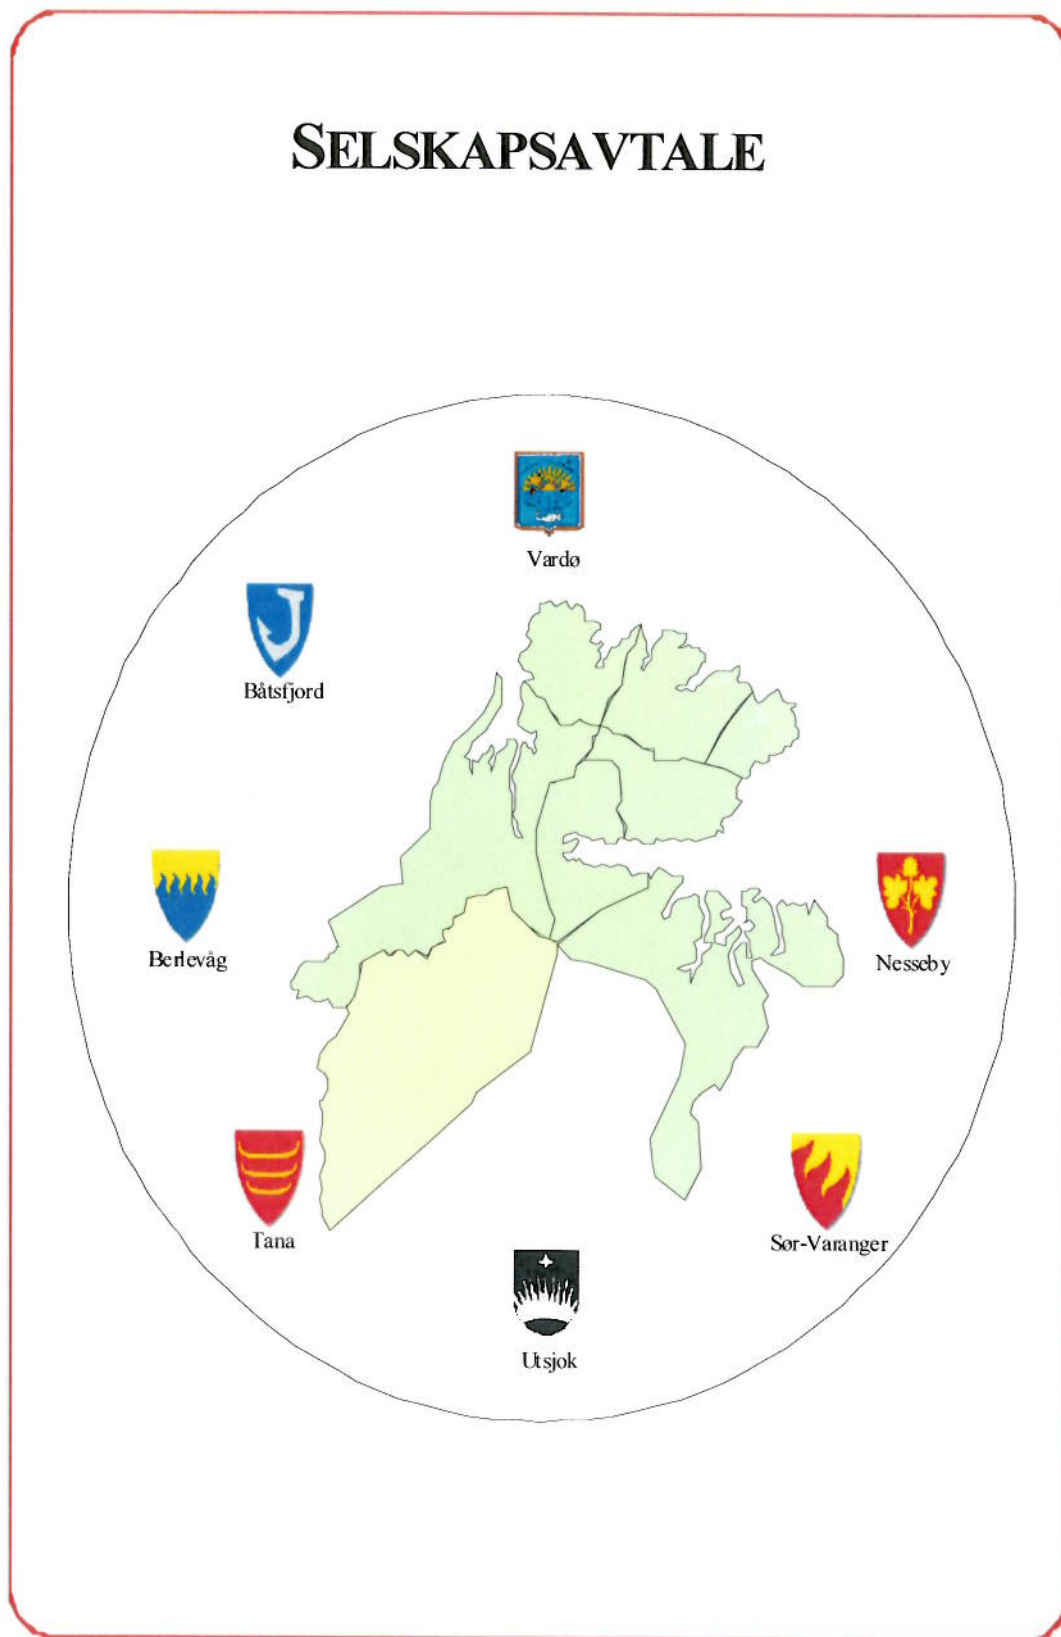 SELSKAPSAVTALE
Vardø
Båtsfjord
Berlevåg
Nesseby
Tana
Sør-Varanger
Utsjok